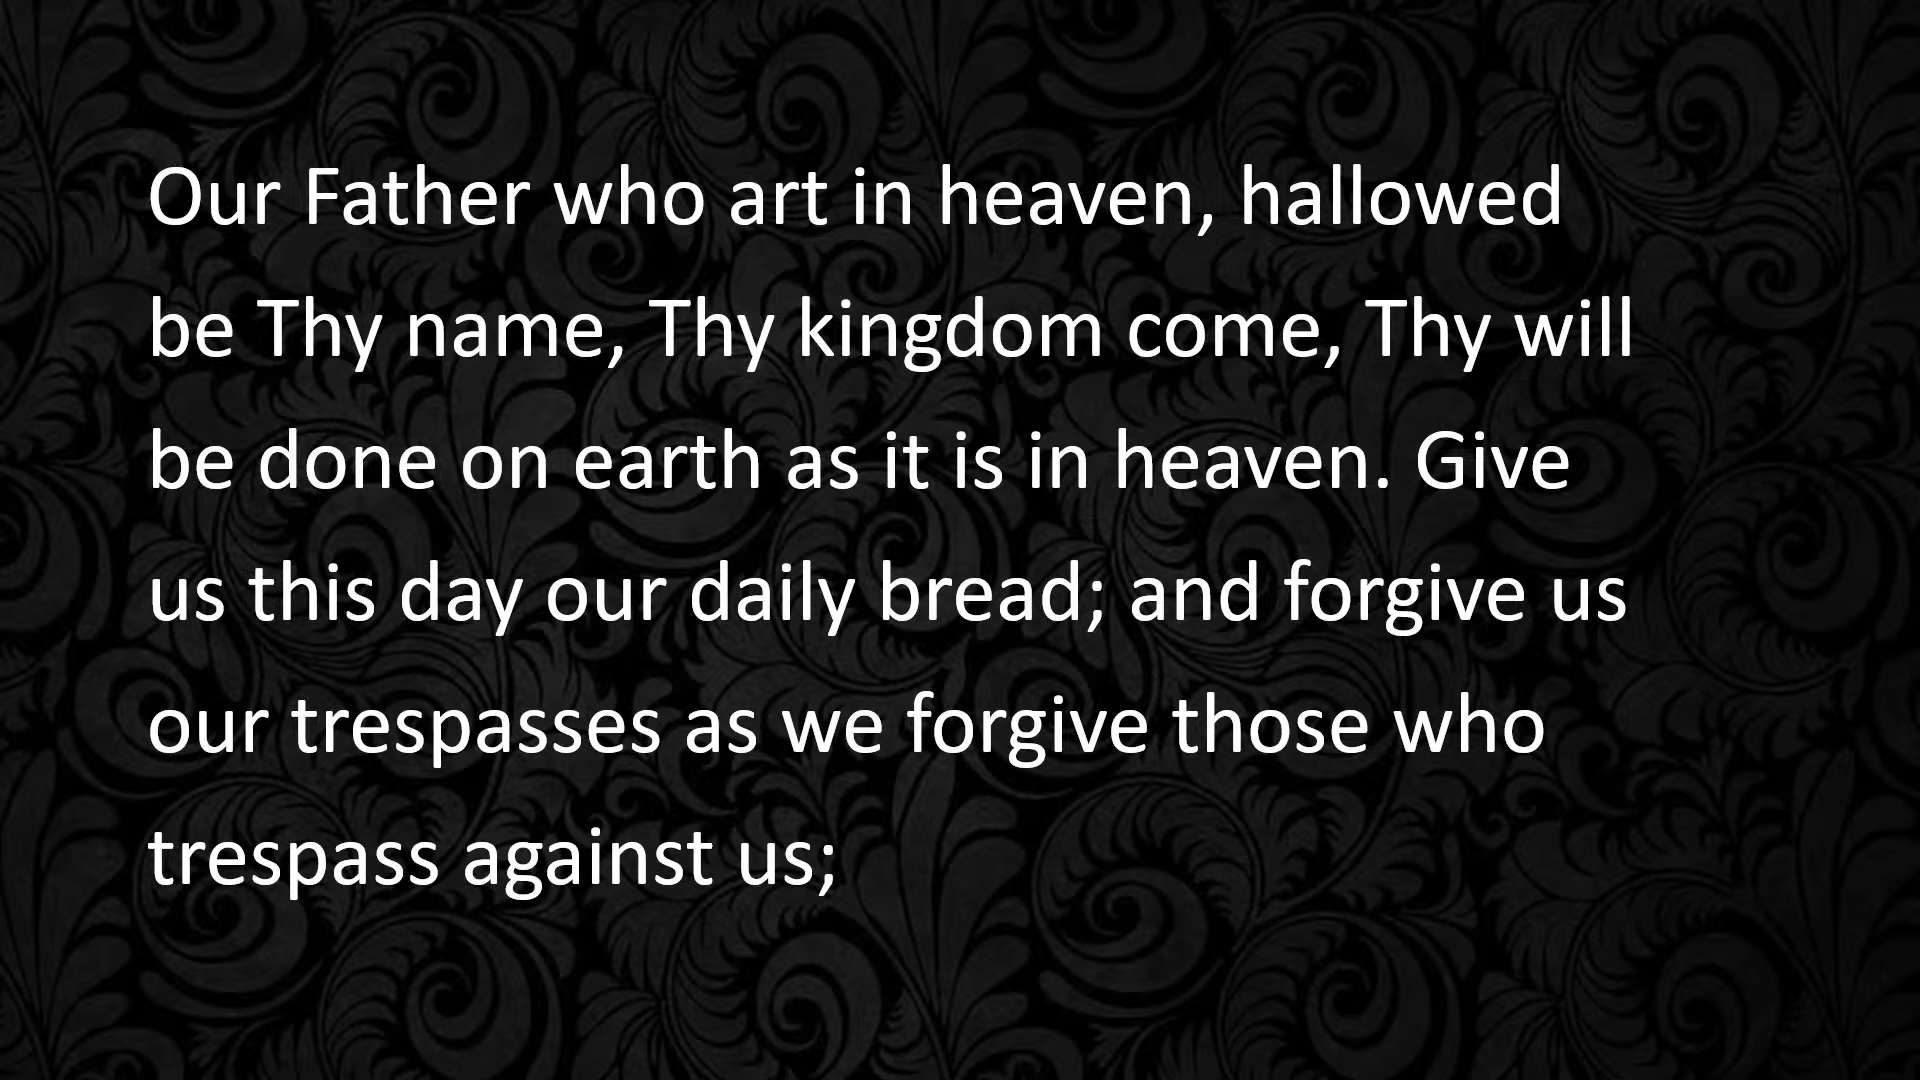 Our Father who art in heaven, hallowed
be Thy name, Thy kingdom come, Thy will
be done on earth as it is in heaven. Give
us this day our daily bread; and forgive us
our trespasses as we forgive those who
trespass against us;